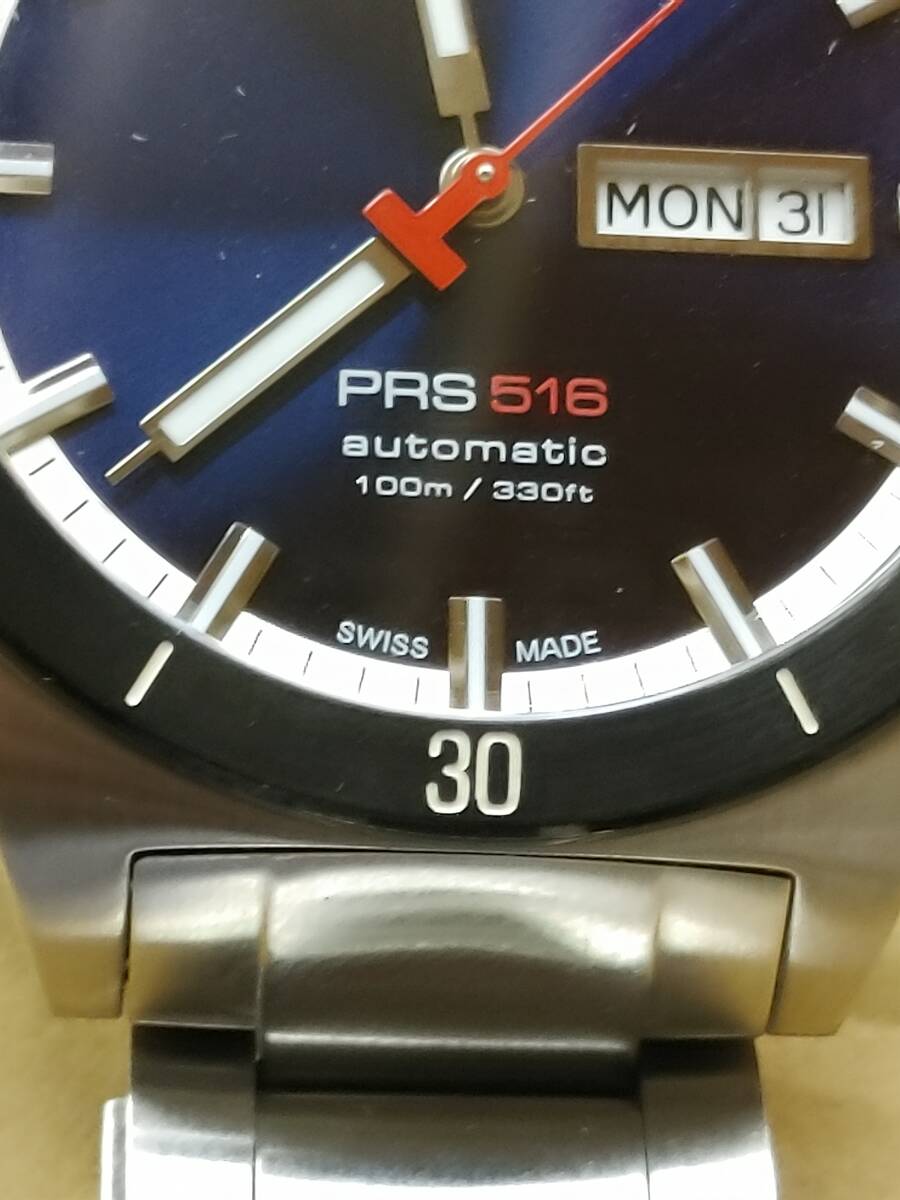 MON 31
PRS 516
automatic
100m / 330ft
SWISS MADE
30